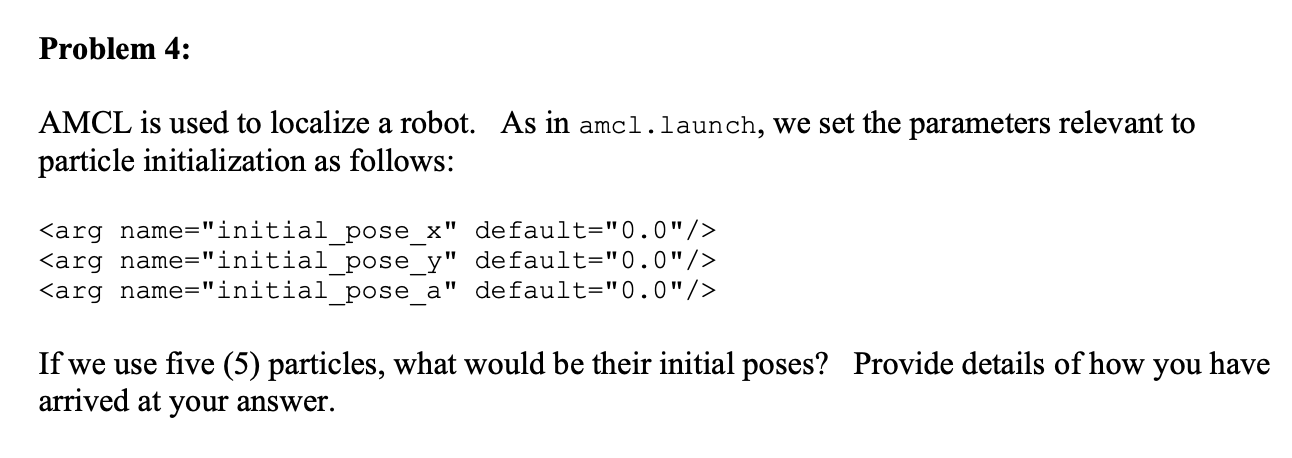 Problem 4:
AMCL is used to localize a robot.   As in amcl.launch, we set the parameters relevant to
particle initialization as follows:
<arg name="initial_pose_x" default="0.0"/>
<arg name="initial_pose_y" default="0.0"/>
<arg name="initial_pose_a" default="0.0"/>
If we use five (5) particles, what would be their initial poses?   Provide details of how you have
arrived at your answer.